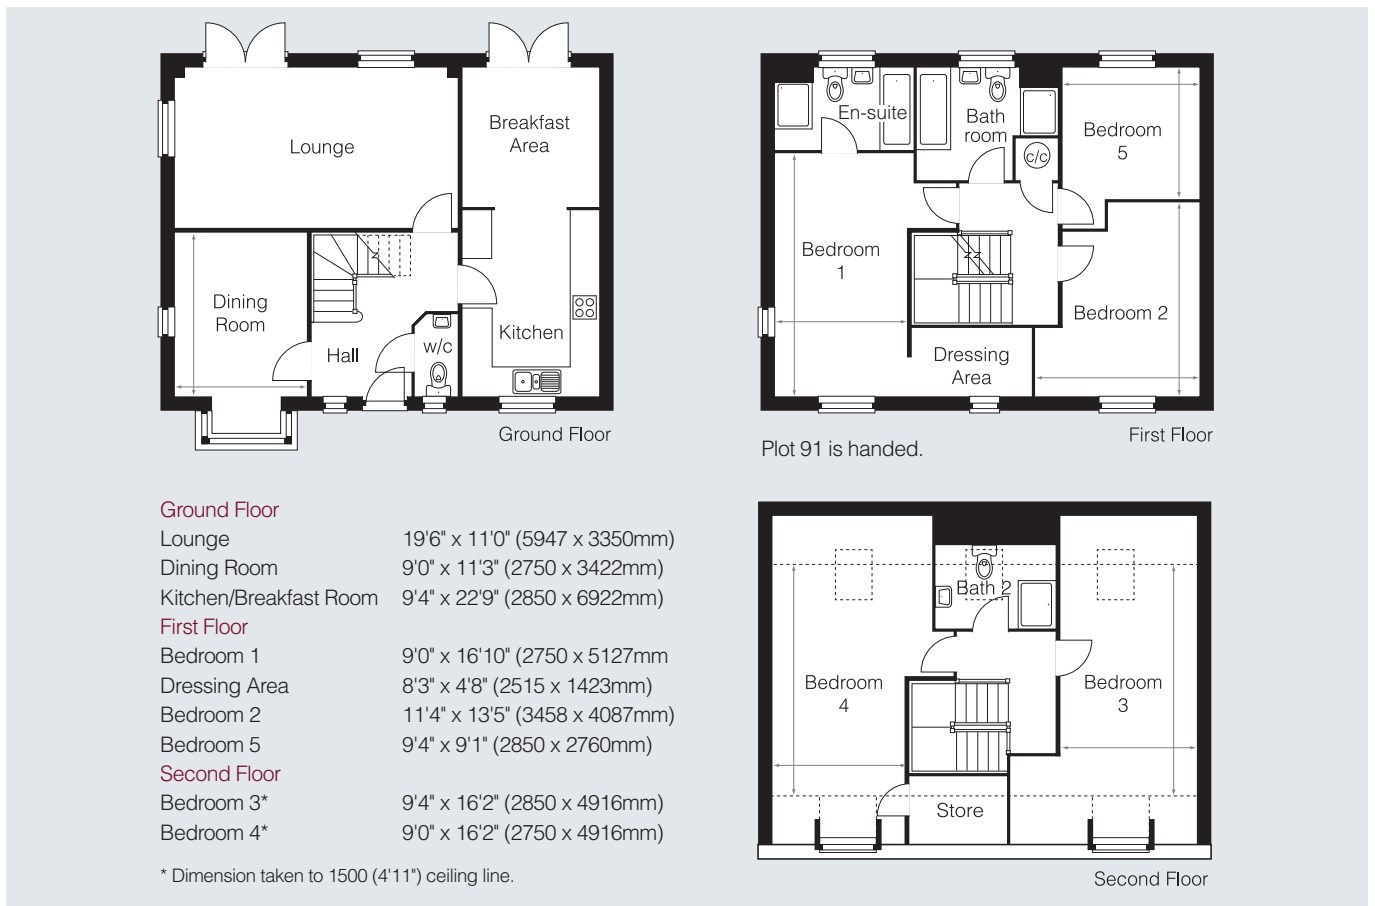 Lounge
Breakfast
Area
Dining
Room
Hall
w/c
Kitchen
Ground Floor
En-suite
Bath
room
c/c
Bedroom
5
Bedroom
1
Bedroom 2
Dressing
Area
First Floor
Plot 91 is handed.
Ground Floor
Lounge 19'6" x 11'0" (5947 x 3350mm)
Dining Room 9'0" x 11'3" (2750 x 3422mm)
Kitchen/Breakfast Room 9'4" x 22'9" (2850 x 6922mm)
First Floor
Bedroom 1 9'0" x 16'10" (2750 x 5127mm
Dressing Area 8'3" x 4'8" (2515 x 1423mm)
Bedroom 2 11'4" x 13'5" (3458 x 4087mm)
Bedroom 5 9'4" x 9'1" (2850 x 2760mm)
Second Floor
Bedroom 3* 9'4" x 16'2" (2850 x 4916mm)
Bedroom 4* 9'0" x 16'2" (2750 x 4916mm)
* Dimension taken to 1500 (4'11") ceiling line.
Bath 2
Bedroom
4
Bedroom
3
Store
Second Floor